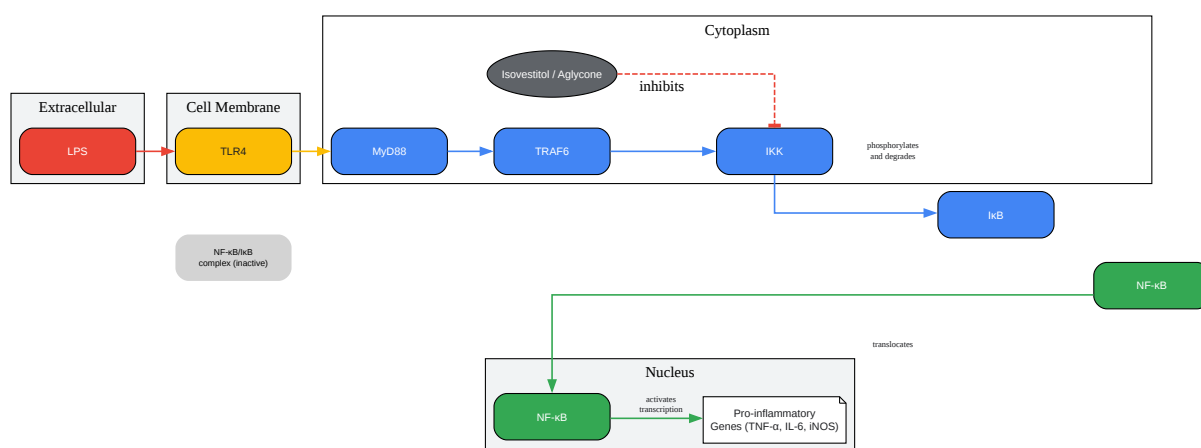 Cytoplasm
Isovestitol / Aglycone
inhibits
Extracellular
Cell Membrane
LPS
TLR4
MyD88
TRAF6
IKK
phosphorylates
and degrades
IκB
NF-κB/IκB
complex (inactive)
NF-κB
translocates
Nucleus
NF-κB
activates
transcription
Pro-inflammatory
Genes (TNF-α, IL-6, iNOS)